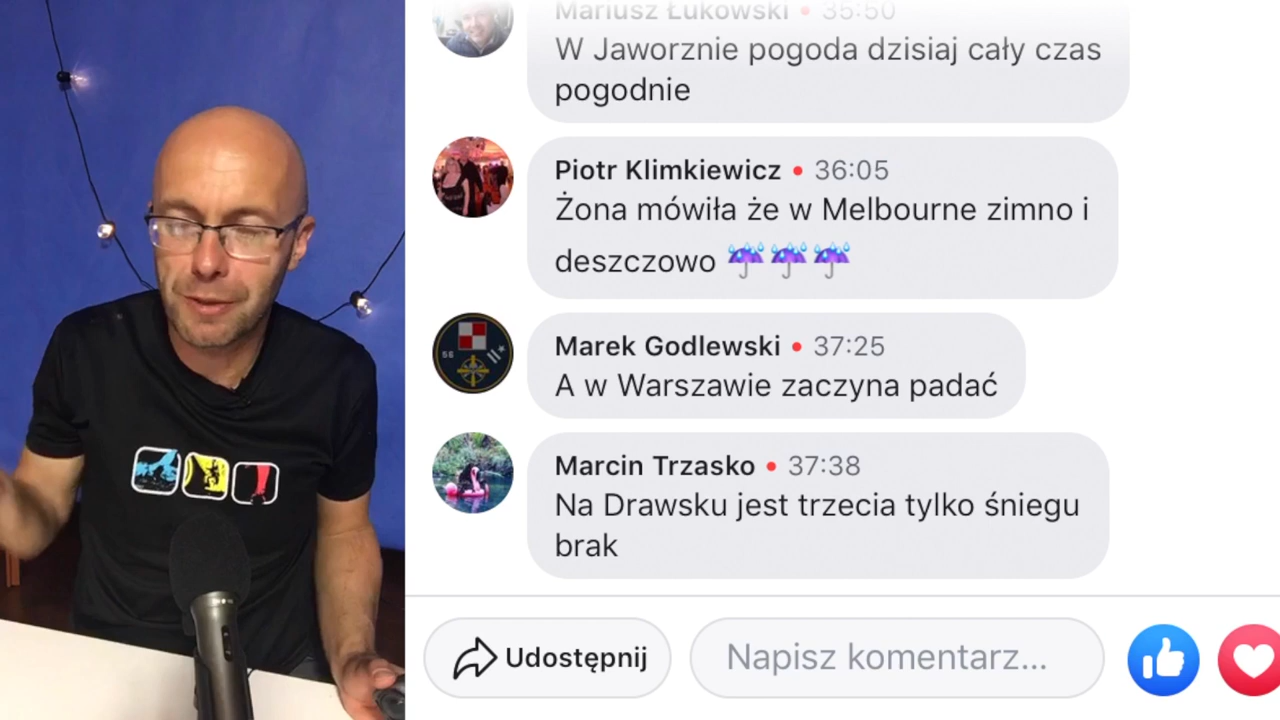 Mariusz Łukowski • 35:50
W Jaworznie pogoda dzisiaj cały czas
pogodnie
Piotr Klimkiewicz • 36:05
Żona mówiła że w Melbourne zimno i
deszczowo ☔☔☔
56
Marek Godlewski • 37:25
A w Warszawie zaczyna padać
Marcin Trzasko • 37:38
Na Drawsku jest trzecia tylko śniegu
brak
Udostępnij
Napisz komentarz...